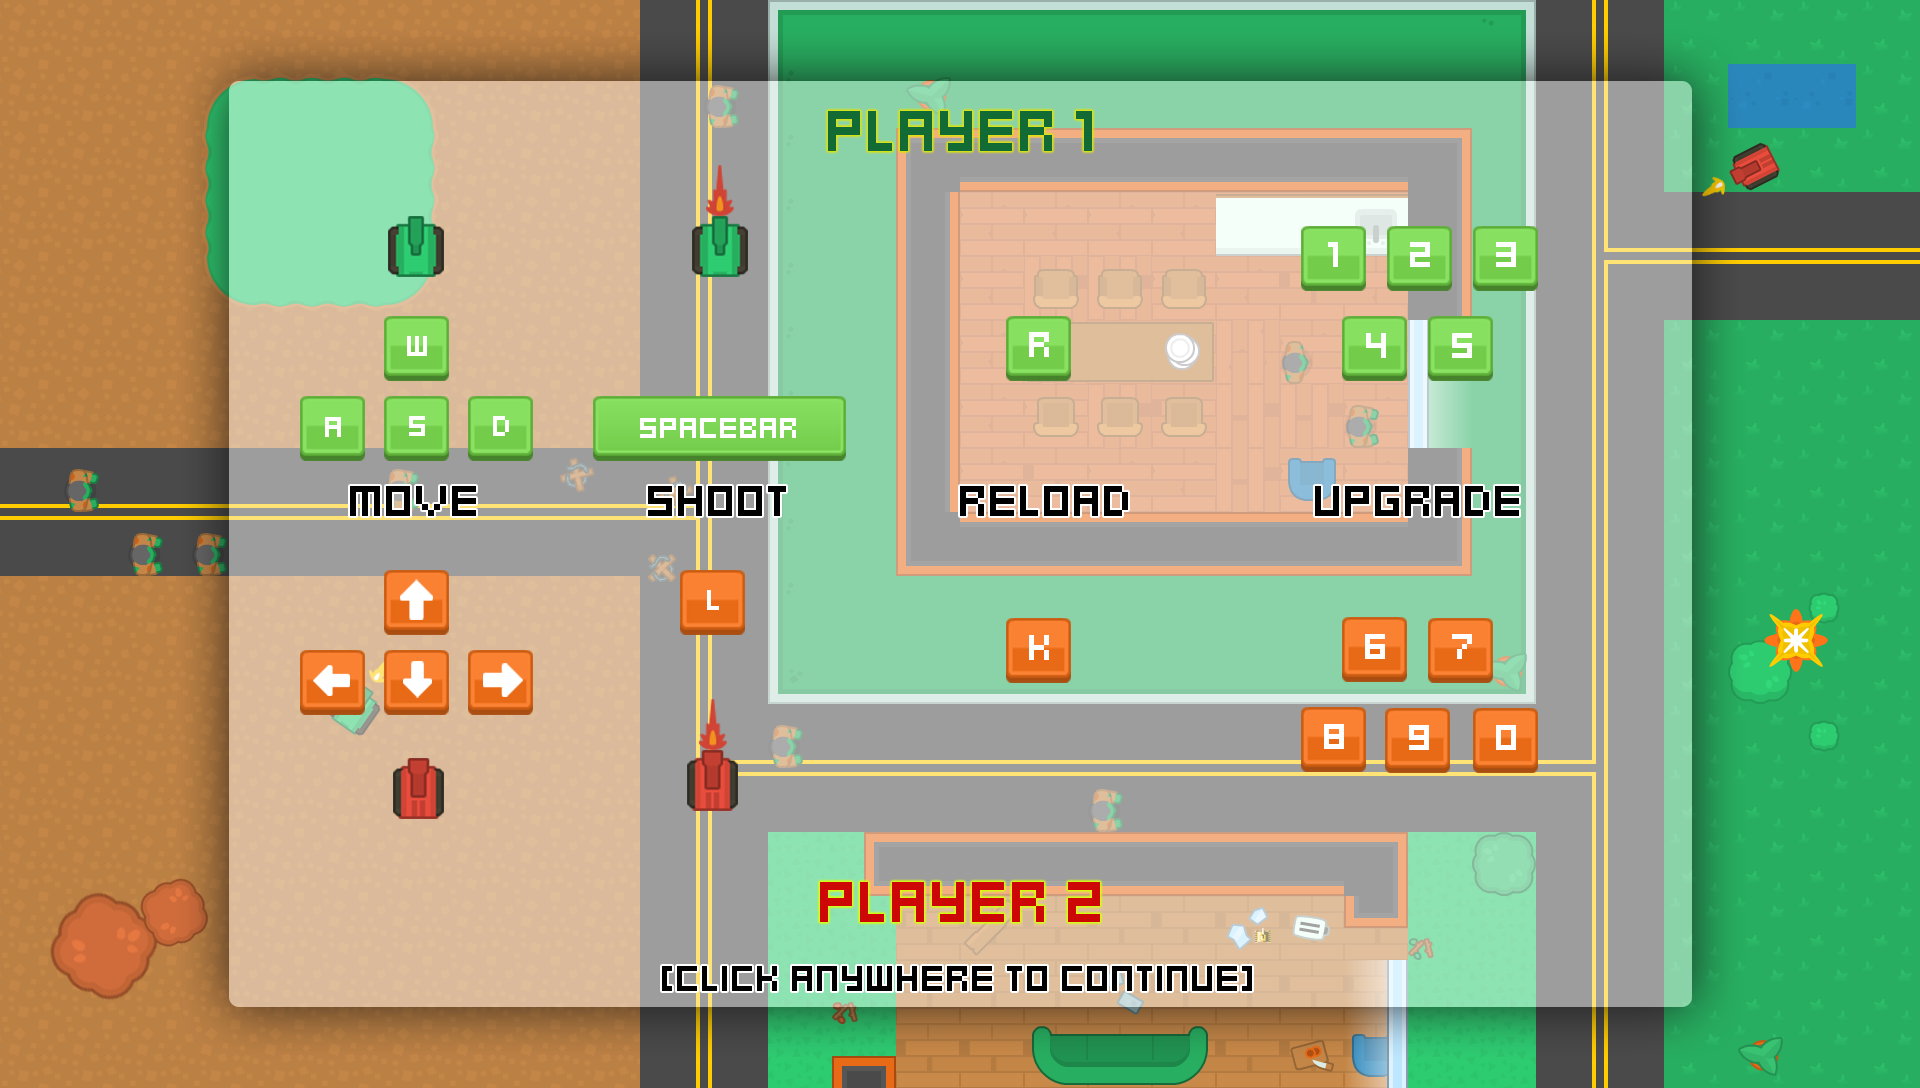 PLAYER 1
1 2 3
W R 4 5
A S D SPACEBAR
MOVE SHOOT RELOAD UPGRADE
L
K 6 7
8 9 0
PLAYER 2
[CLICK ANYWHERE TO CONTINUE]